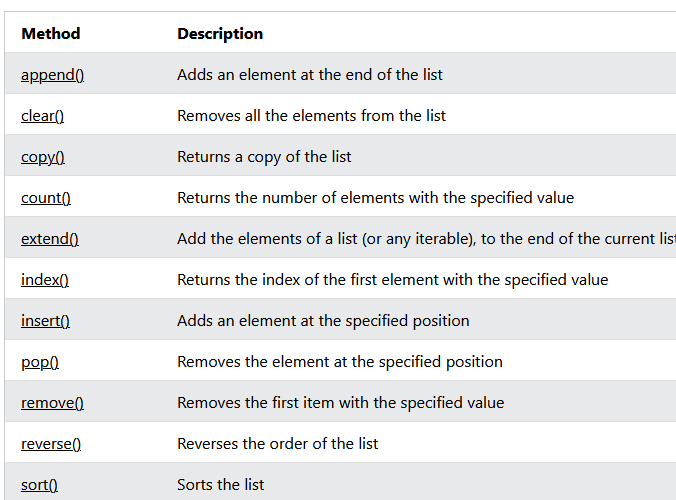 Method Description
append() Adds an element at the end of the list
clear() Removes all the elements from the list
copy() Returns a copy of the list
count() Returns the number of elements with the specified value
extend() Add the elements of a list (or any iterable), to the end of the current list
index() Returns the index of the first element with the specified value
insert() Adds an element at the specified position
pop() Removes the element at the specified position
remove() Removes the first item with the specified value
reverse() Reverses the order of the list
sort() Sorts the list